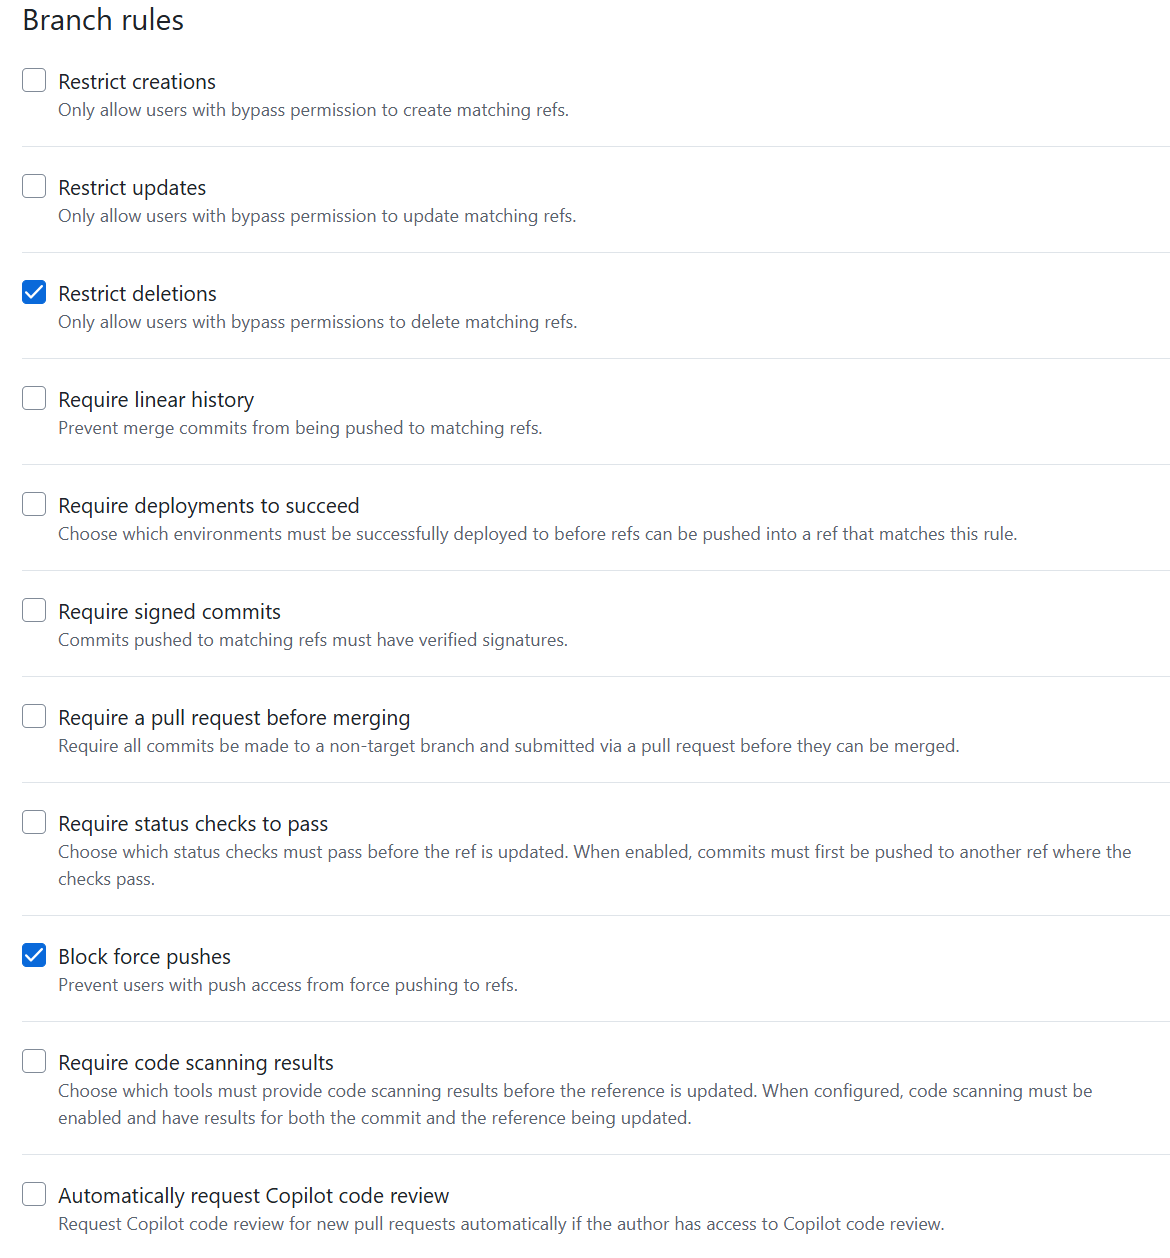 Branch rules
Restrict creations
Only allow users with bypass permission to create matching refs.
Restrict updates
Only allow users with bypass permission to update matching refs.
Restrict deletions
Only allow users with bypass permissions to delete matching refs.
Require linear history
Prevent merge commits from being pushed to matching refs.
Require deployments to succeed
Choose which environments must be successfully deployed to before refs can be pushed into a ref that matches this rule.
Require signed commits
Commits pushed to matching refs must have verified signatures.
Require a pull request before merging
Require all commits be made to a non-target branch and submitted via a pull request before they can be merged.
Require status checks to pass
Choose which status checks must pass before the ref is updated. When enabled, commits must first be pushed to another ref where the
checks pass.
Block force pushes
Prevent users with push access from force pushing to refs.
Require code scanning results
Choose which tools must provide code scanning results before the reference is updated. When configured, code scanning must be
enabled and have results for both the commit and the reference being updated.
Automatically request Copilot code review
Request Copilot code review for new pull requests automatically if the author has access to Copilot code review.